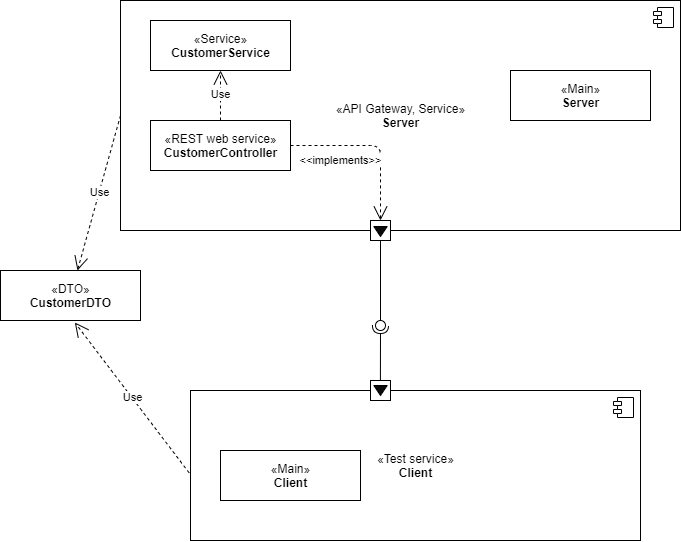 «Service»
CustomerService
Use
«REST web service»
CustomerController
<<implements>>
«API Gateway, Service»
Server
«Main»
Server
Use
«DTO»
CustomerDTO
Use
«Main»
Client
«Test service»
Client